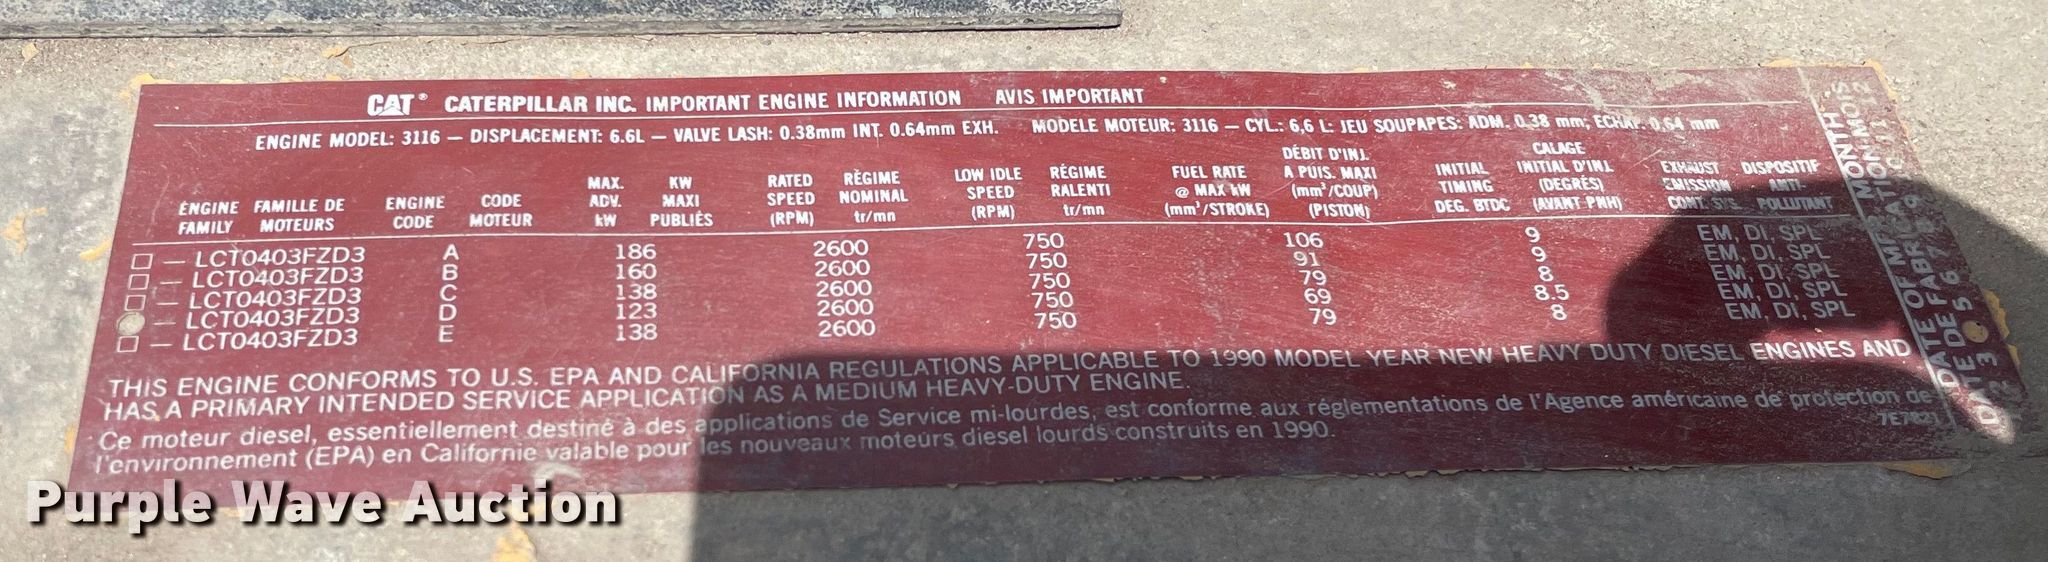 CAT® CATERPILLAR INC. IMPORTANT ENGINE INFORMATION AVIS IMPORTANT
ENGINE MODEL: 3116 — DISPLACEMENT: 6.6L — VALVE LASH: 0.38mm INT. 0.64mm EXH. MODELE MOTEUR: 3116 — CYL.: 6,6 L: JEU SOUPAPES: ADM. 0,38 mm; ECHAP. 0,64 mm
ENGINE FAMILY FAMILLE DE MOTEURS ENGINE CODE CODE MOTEUR MAX. ADV. kW KW MAXI PUBLIÉS RATED SPEED (RPM) RÈGIME NOMINAL tr/mn LOW IDLE SPEED (RPM) RÉGIME RALENTI tr/mn FUEL RATE @ MAX kW (mm³/STROKE) DÉBIT D'INJ. A PUIS. MAXI (mm³/COUP) (PISTON) INITIAL TIMING DEG. BTDC CALAGE INITIAL D'INJ. (DEGRÉS) (AVANT PNH) EXHAUST EMISSION CONT. SYS. DISPOSITIF ANTI-POLLUTANT
— LCT0403FZD3 A 186 2600 750 106 9 EM, DI, SPL
— LCT0403FZD3 B 160 2600 750 91 9 EM, DI, SPL
— LCT0403FZD3 C 138 2600 750 79 8 EM, DI, SPL
— LCT0403FZD3 D 123 2600 750 69 8.5 EM, DI, SPL
— LCT0403FZD3 E 138 2600 750 79 8 EM, DI, SPL
THIS ENGINE CONFORMS TO U.S. EPA AND CALIFORNIA REGULATIONS APPLICABLE TO 1990 MODEL YEAR NEW HEAVY DUTY DIESEL ENGINES AND
HAS A PRIMARY INTENDED SERVICE APPLICATION AS A MEDIUM HEAVY-DUTY ENGINE.
Ce moteur diesel, essentiellement destiné à des applications de Service mi-lourdes, est conforme aux réglementations de l'Agence américaine de protection de
l'environnement (EPA) en Californie valable pour les nouveaux moteurs diesel lourds construits en 1990.
7E7421
DATE OF MFG. MONTH
DATE DE FABRICATION MOIS
Purple Wave Auction